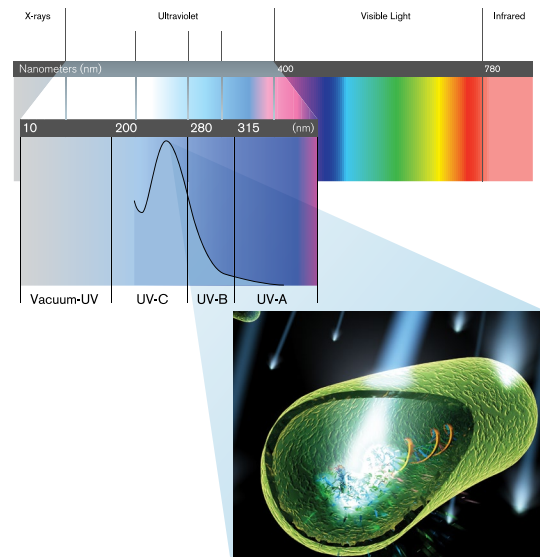 X-rays Ultraviolet Visible Light Infrared
Nanometers (nm) 400 780
10 200 280 315 (nm)
Vacuum-UV UV-C UV-B UV-A